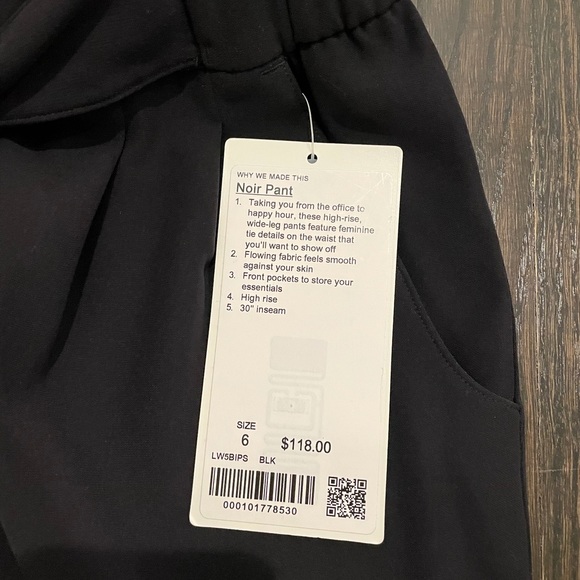 WHY WE MADE THIS
Noir Pant
1. Taking you from the office to
happy hour, these high-rise,
wide-leg pants feature feminine
tie details on the waist that
you'll want to show off
2. Flowing fabric feels smooth
against your skin
3. Front pockets to store your
essentials
4. High rise
5. 30" inseam
SIZE
6 $118.00
LW5BIPS BLK
000101778530